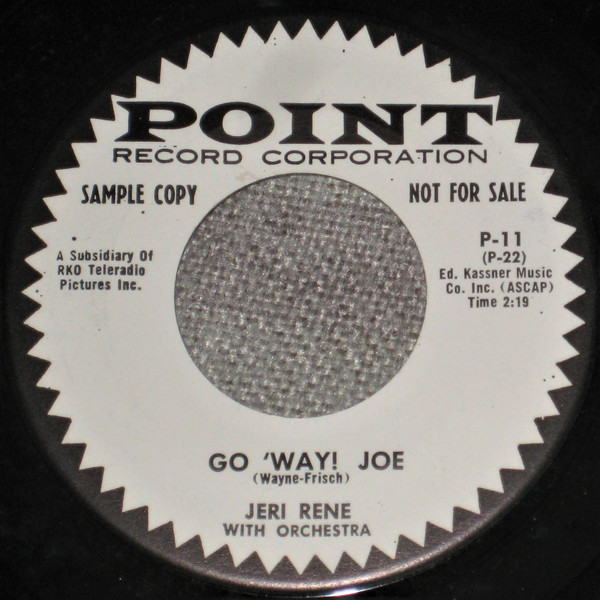 POINT
RECORD CORPORATION
SAMPLE COPY
NOT FOR SALE
A Subsidiary Of
RKO Teleradio
Pictures Inc.
P-11
(P-22)
Ed. Kassner Music
Co. Inc. (ASCAP)
Time 2:19
GO 'WAY! JOE
(Wayne-Frisch)
JERI RENE
WITH ORCHESTRA